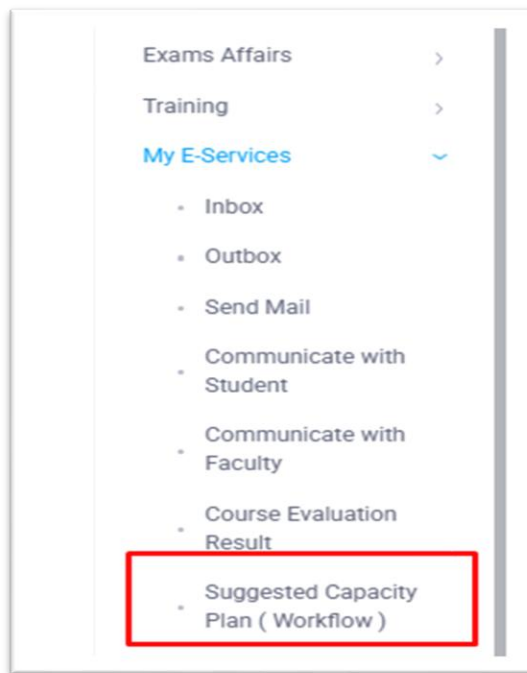 Exams Affairs
Training
My E-Services
Inbox
Outbox
Send Mail
Communicate with
Student
Communicate with
Faculty
Course Evaluation
Result
Suggested Capacity
Plan ( Workflow )